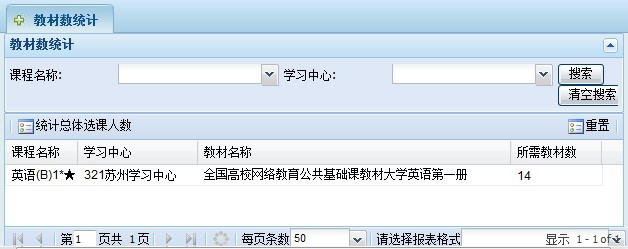 教材数统计
教材数统计
课程名称: 学习中心: 搜索
清空搜索
统计总体选课人数 重置
课程名称 学习中心 教材名称 所需教材数
英语(B)1*★ 321苏州学习中心 全国高校网络教育公共基础课教材大学英语第一册 14
第 1 页共 1 页 每页条数 50 请选择报表格式 显示 1 - 1 of 1